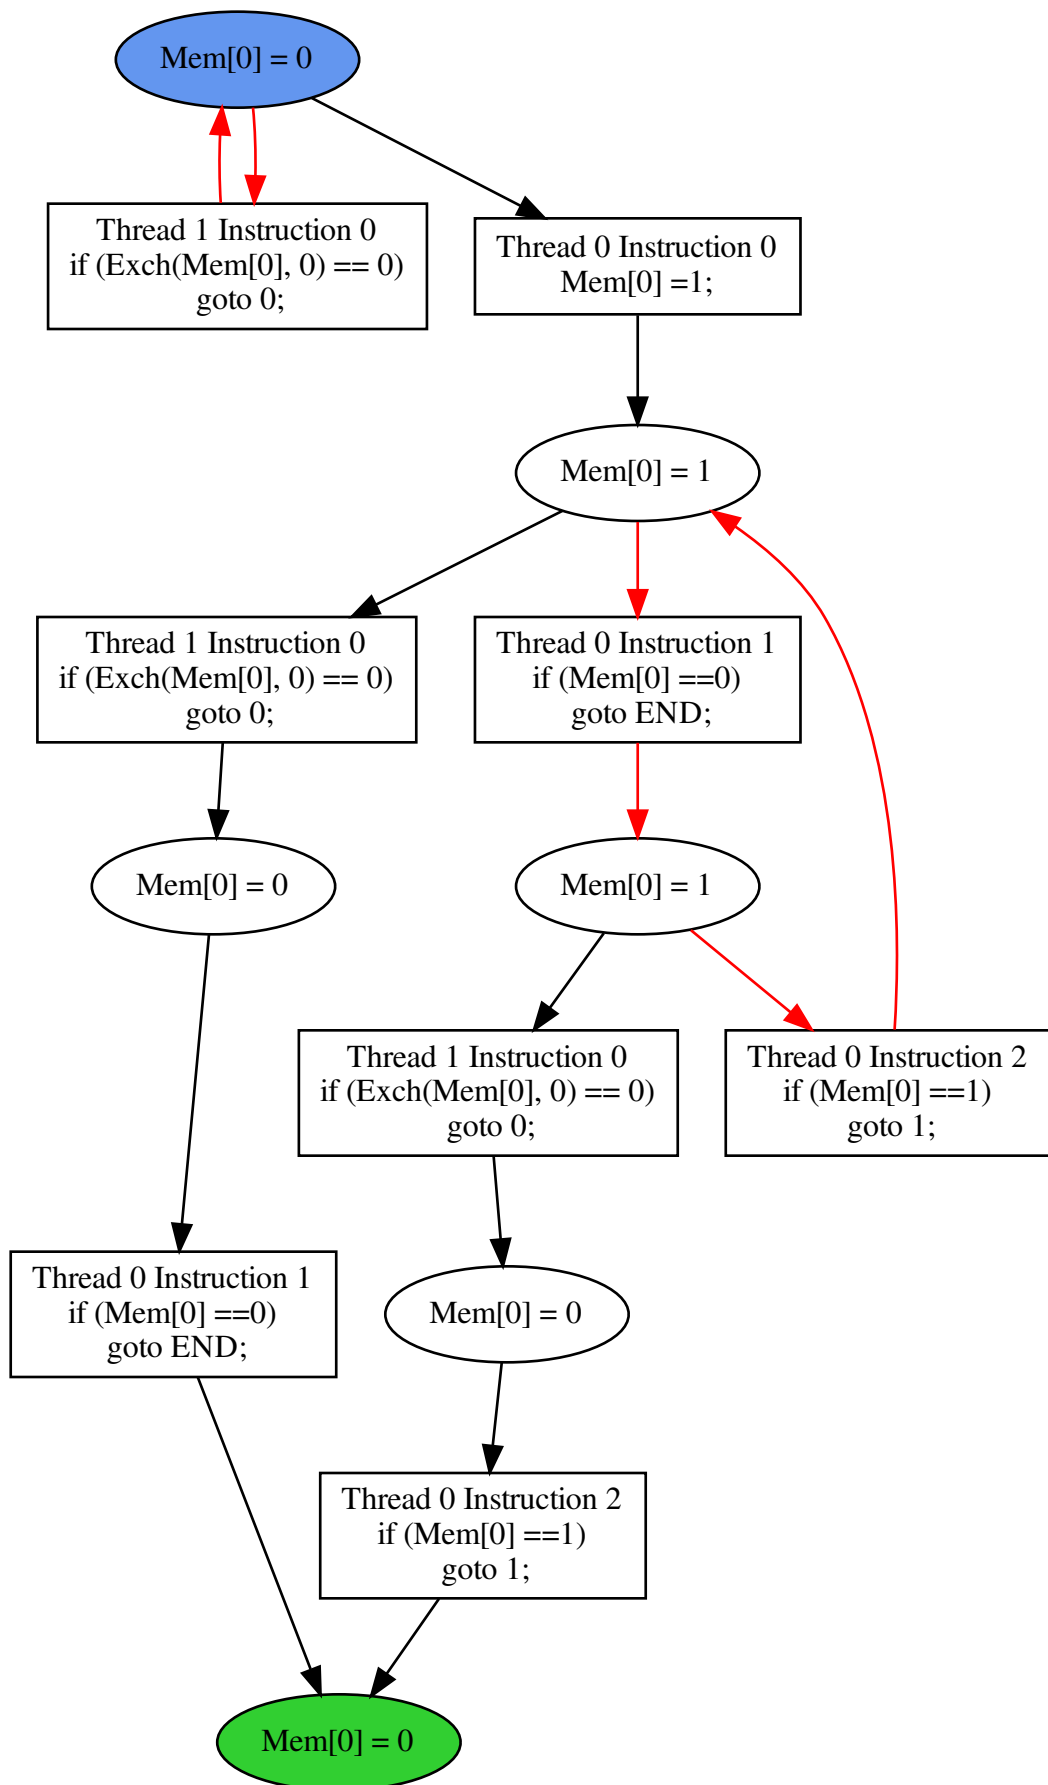 Mem[0] = 0
Thread 1 Instruction 0
if (Exch(Mem[0], 0) == 0)
goto 0;
Thread 0 Instruction 0
Mem[0] =1;
Mem[0] = 1
Thread 1 Instruction 0
if (Exch(Mem[0], 0) == 0)
goto 0;
Thread 0 Instruction 1
if (Mem[0] ==0)
goto END;
Mem[0] = 0
Mem[0] = 1
Thread 1 Instruction 0
if (Exch(Mem[0], 0) == 0)
goto 0;
Thread 0 Instruction 2
if (Mem[0] ==1)
goto 1;
Thread 0 Instruction 1
if (Mem[0] ==0)
goto END;
Mem[0] = 0
Thread 0 Instruction 2
if (Mem[0] ==1)
goto 1;
Mem[0] = 0